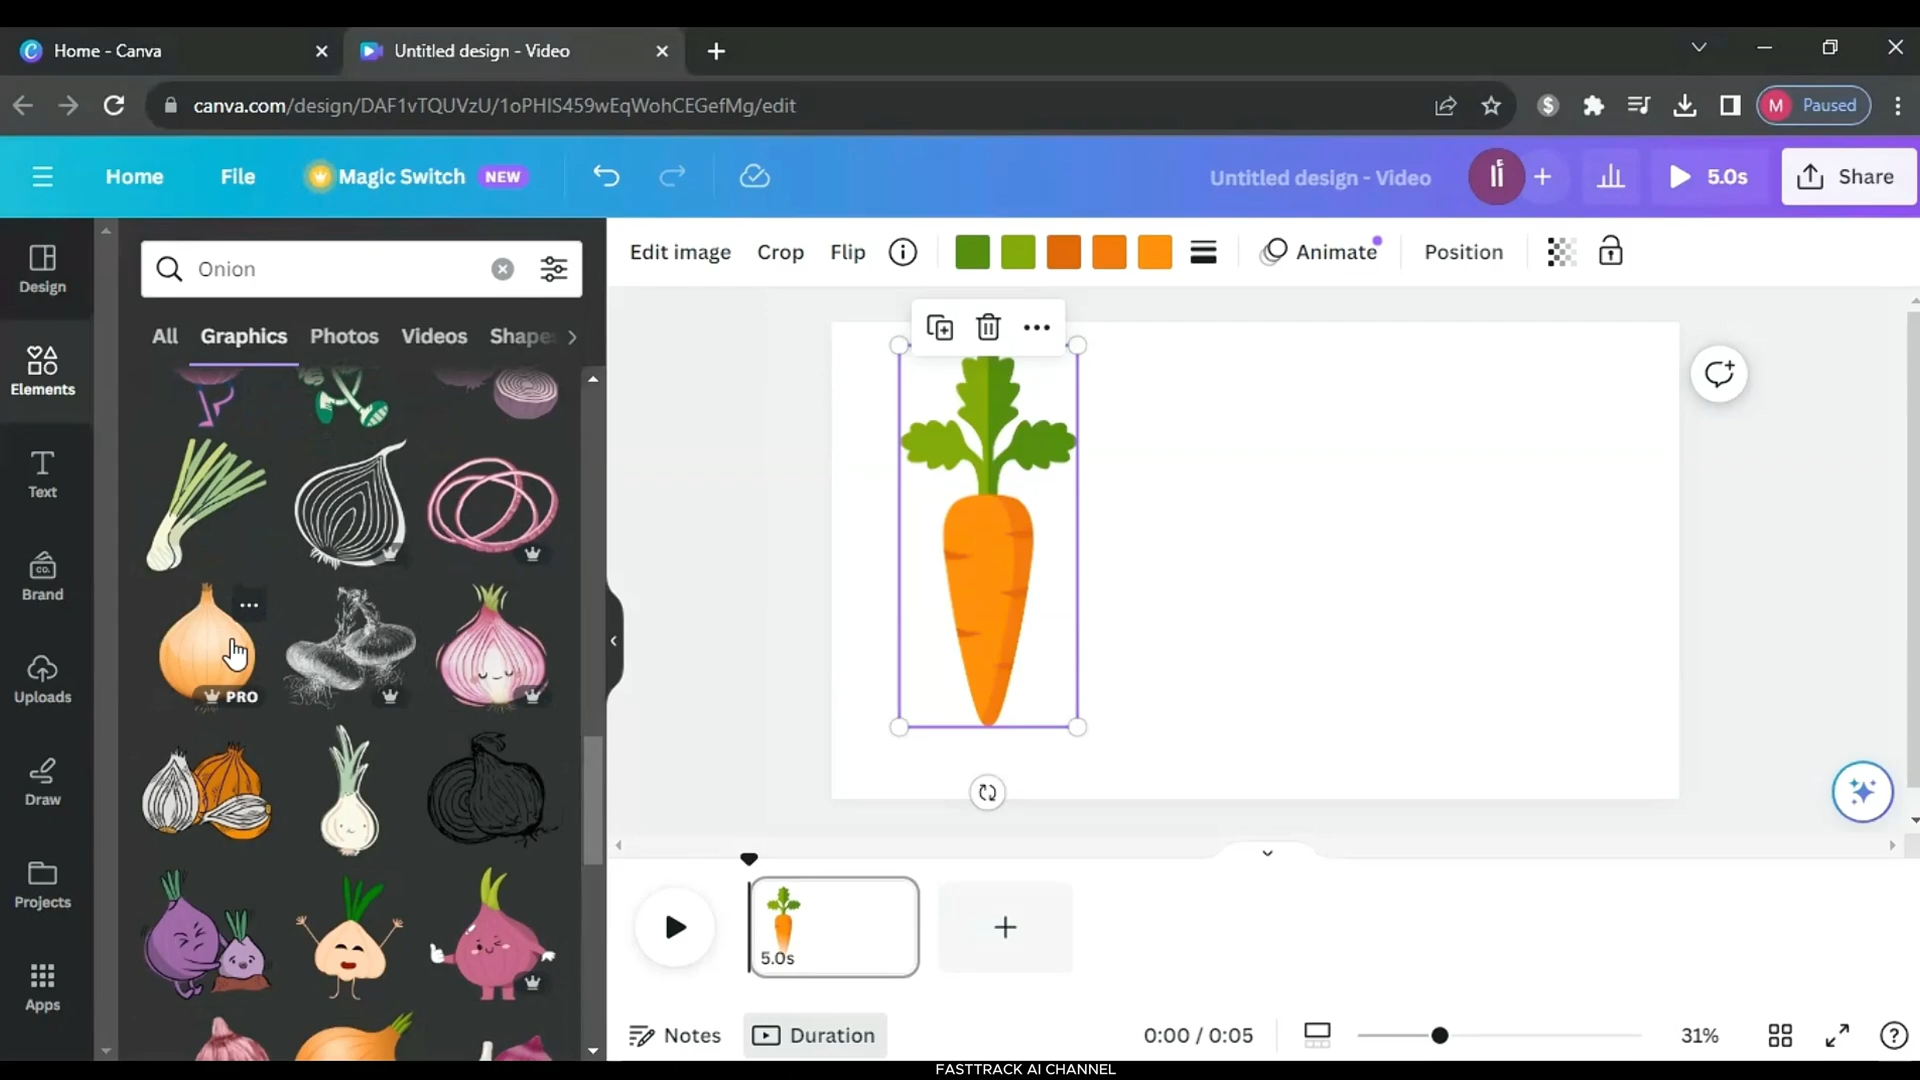 Home - Canva
Untitled design - Video
canva.com/design/DAF1vTQUVzU/1oPHIS459wEqWohCEGefMg/edit
$
M Paused
Home
File
Magic Switch NEW
Untitled design - Video
5.0s
Share
Design
Elements
Text
CO.
Brand
Uploads
Draw
Projects
Apps
Onion
All
Graphics
Photos
Videos
Shape
PRO
Edit image
Crop
Flip
Animate
Position
5.0s
Notes
Duration
0:00 / 0:05
31%
FASTTRACK AI CHANNEL